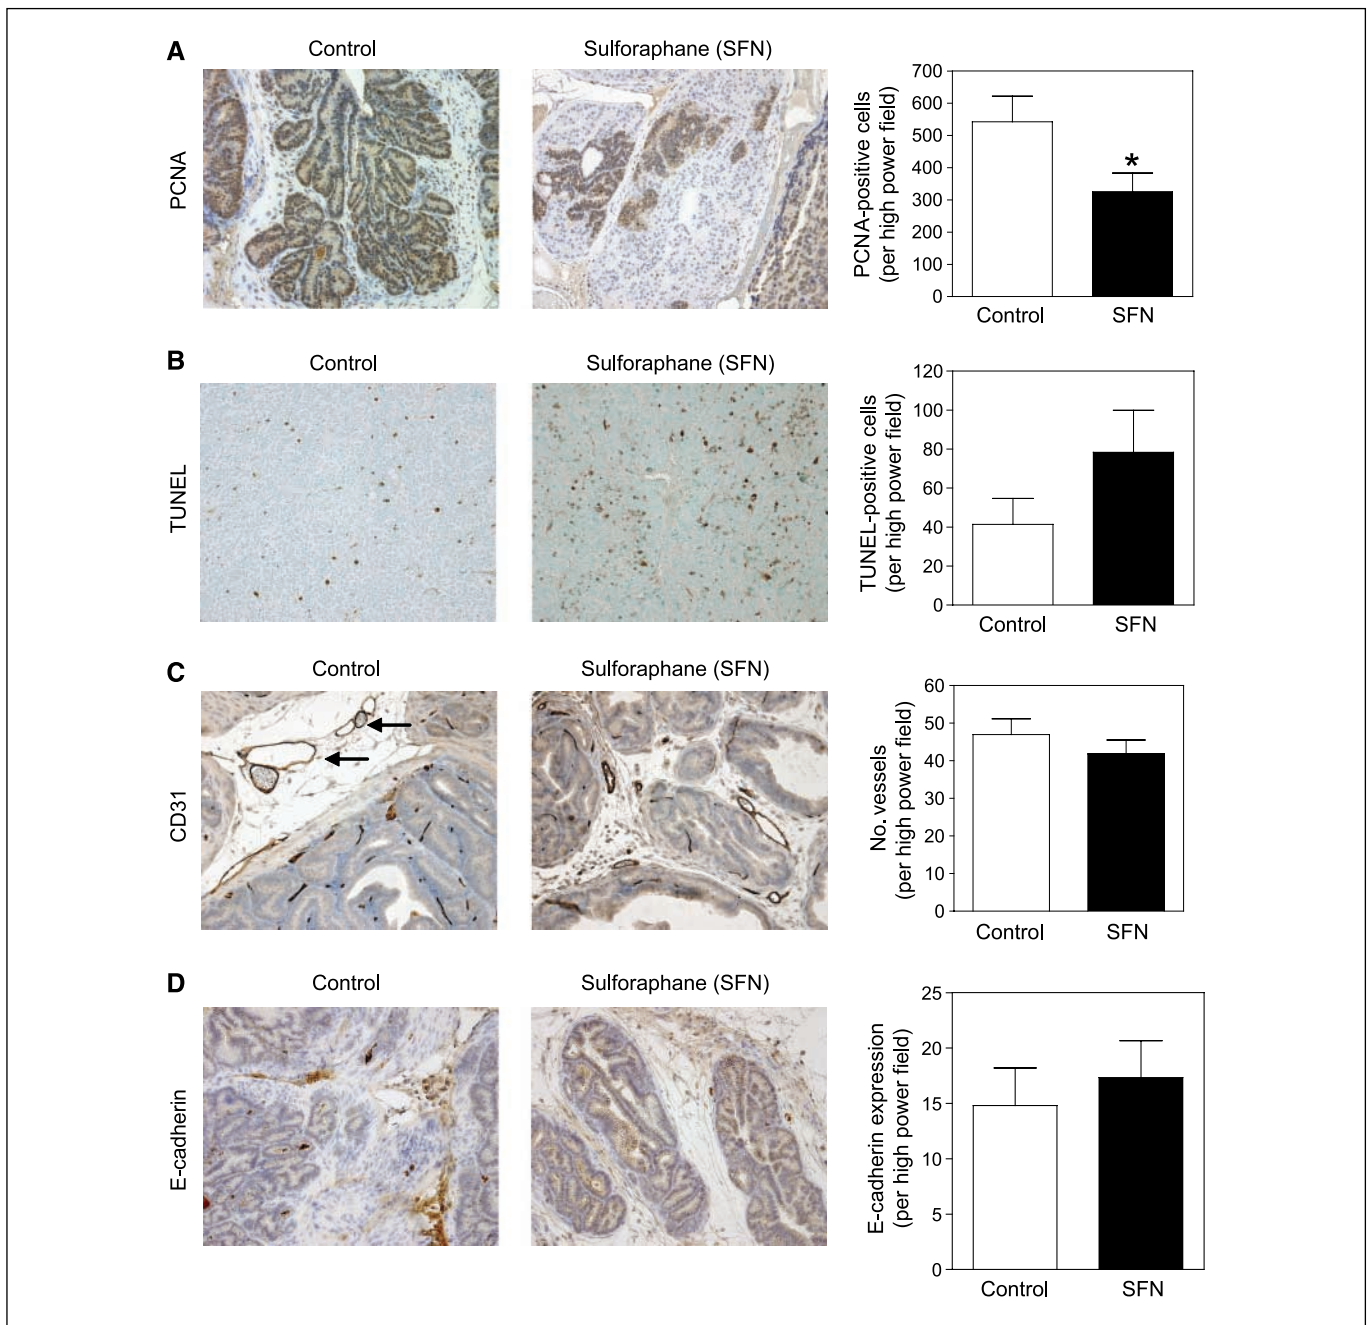 A
Control
Sulforaphane (SFN)
PCNA
PCNA-positive cells
(per high power field)
700
600
500
400
300
200
100
0
*
Control
SFN
B
Control
Sulforaphane (SFN)
TUNEL
TUNEL-positive cells
(per high power field)
120
100
80
60
40
20
0
Control
SFN
C
Control
Sulforaphane (SFN)
CD31
No. vessels
(per high power field)
60
50
40
30
20
10
0
Control
SFN
D
Control
Sulforaphane (SFN)
E-cadherin
E-cadherin expression
(per high power field)
25
20
15
10
5
0
Control
SFN